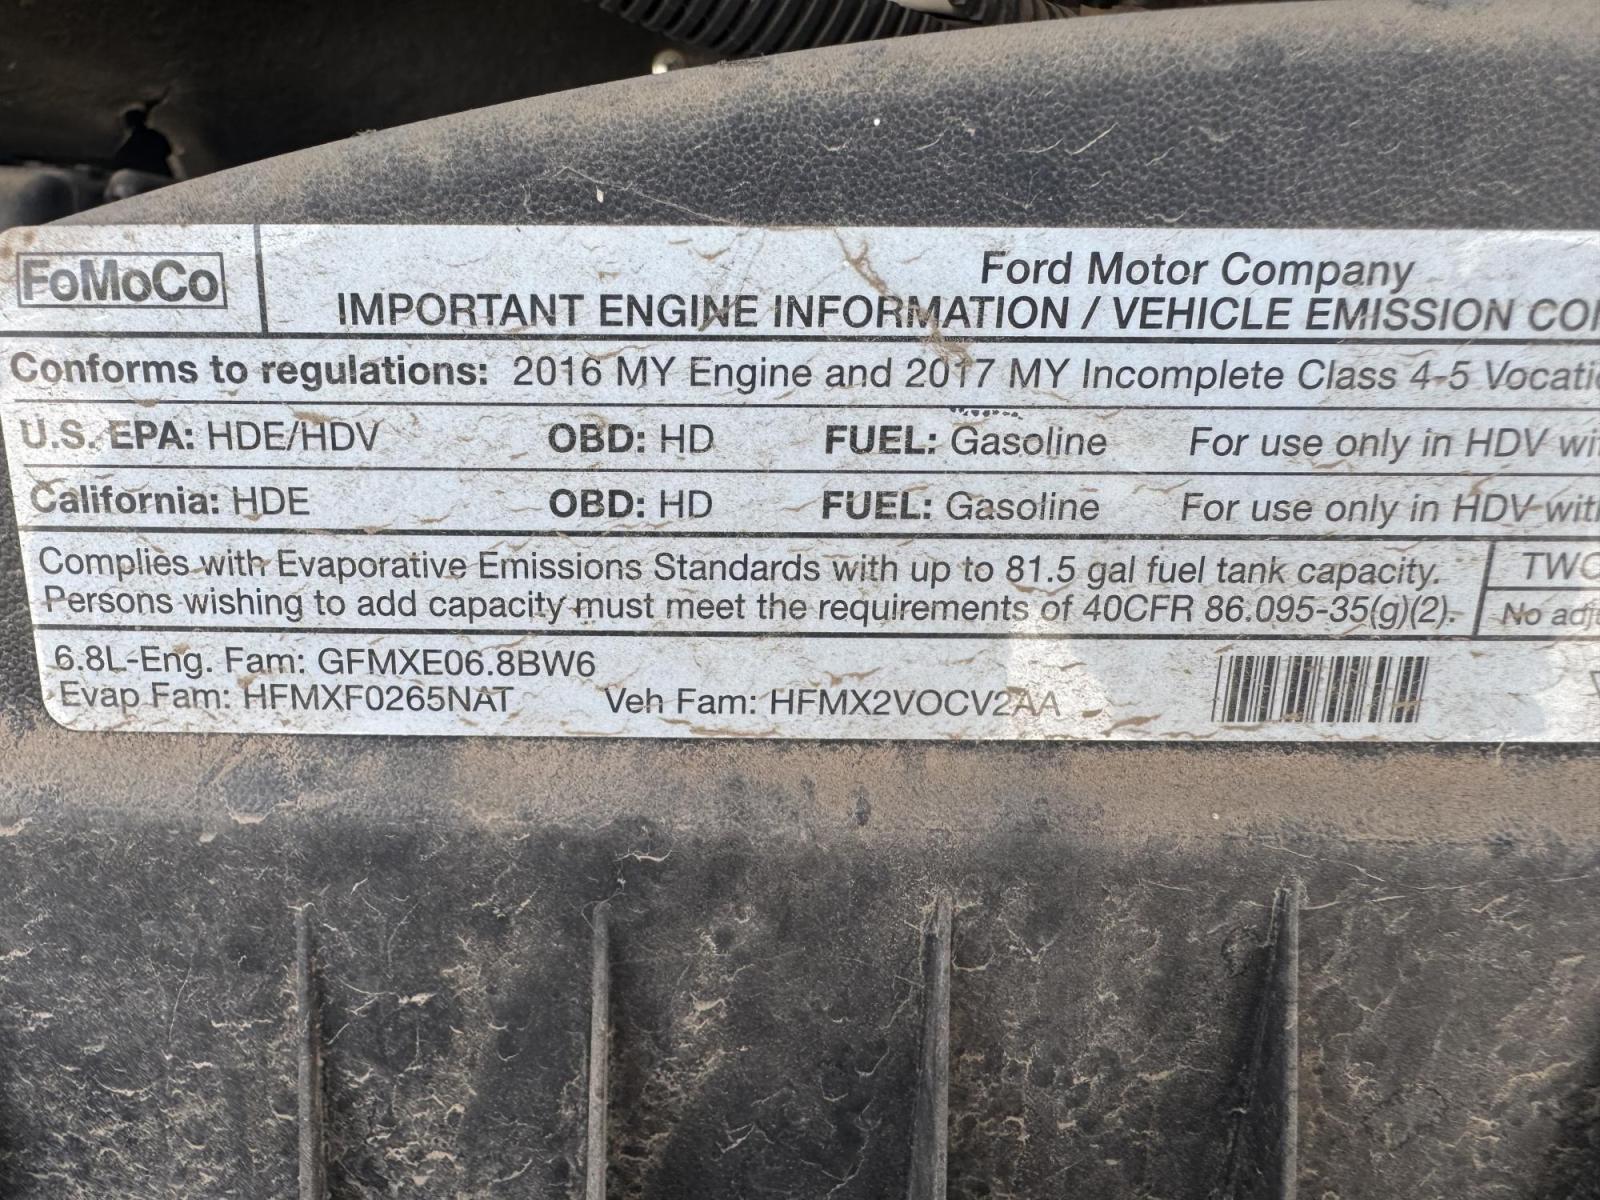 FoMoCo
Ford Motor Company
IMPORTANT ENGINE INFORMATION / VEHICLE EMISSION
Conforms to regulations: 2016 MY Engine and 2017 MY Incomplete Class 4-5
U.S. EPA: HDE/HDV OBD: HD FUEL: Gasoline For use only in HDV
California: HDE OBD: HD FUEL: Gasoline For use only in HDV
Complies with Evaporative Emissions Standards with up to 81.5 gal fuel tank capacity.
Persons wishing to add capacity must meet the requirements of 40CFR 86.095-35(g)(2).
TWC
No
6.8L-Eng. Fam: GFMXE06.8BW6
Evap Fam: HFMXF0265NAT Veh Fam: HFMX2VOCV2AA